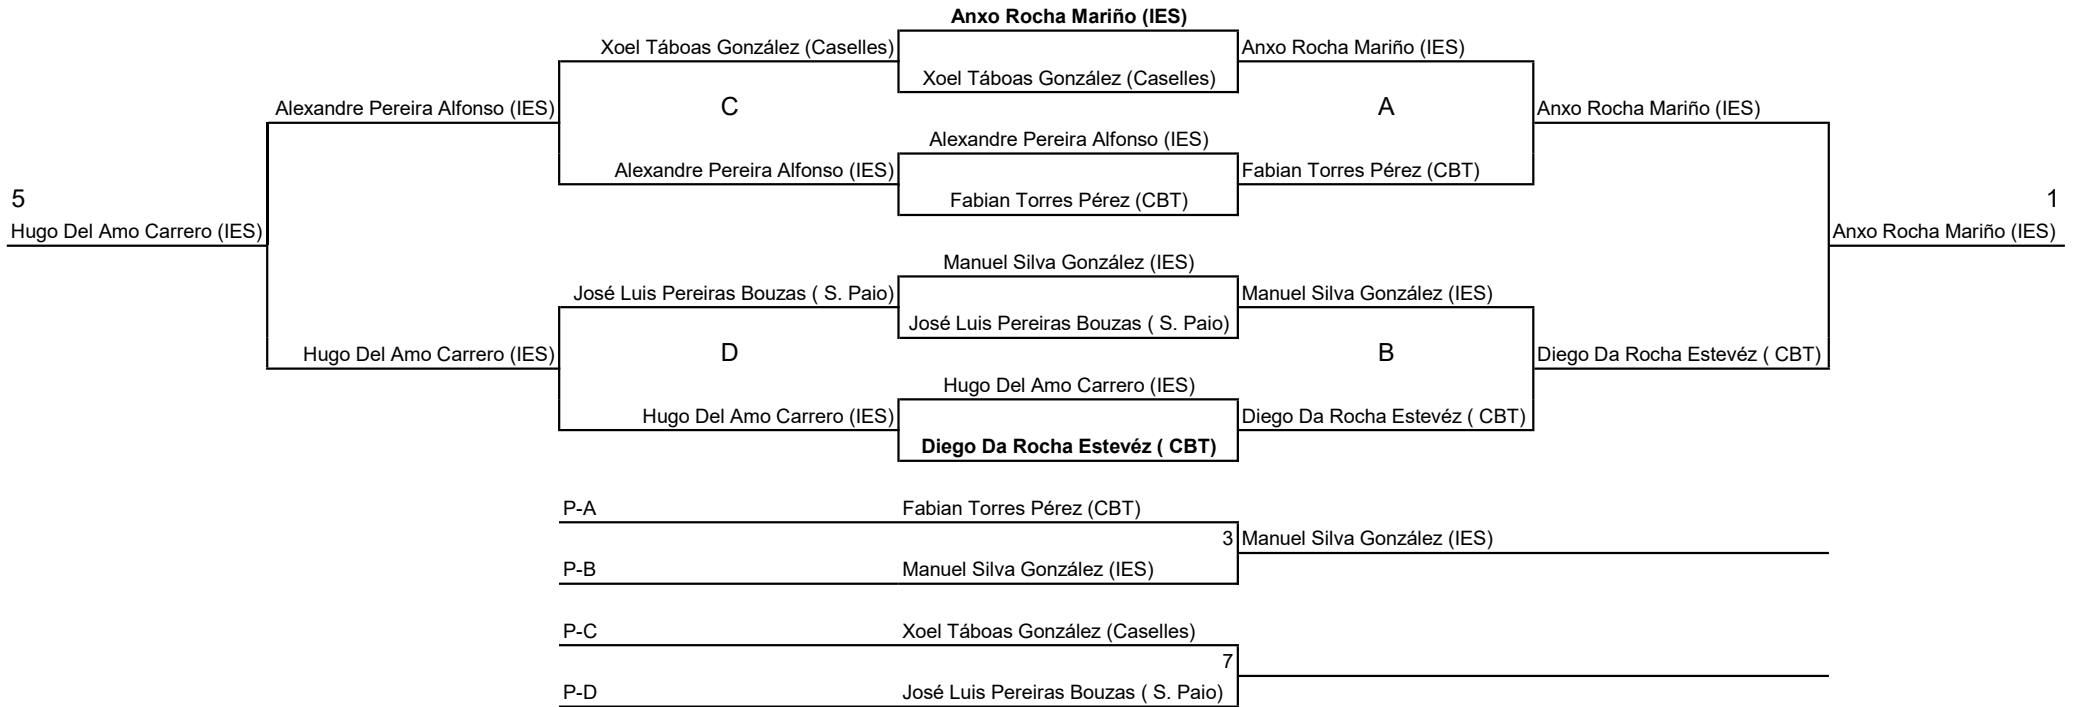 Anxo Rocha Mariño (IES)
Xoel Táboas González (Caselles)
Anxo Rocha Mariño (IES)
Xoel Táboas González (Caselles)
Alexandre Pereira Alfonso (IES)
C
A
Anxo Rocha Mariño (IES)
Alexandre Pereira Alfonso (IES)
Alexandre Pereira Alfonso (IES)
Fabian Torres Pérez (CBT)
5
Fabian Torres Pérez (CBT)
1
Hugo Del Amo Carrero (IES)
Anxo Rocha Mariño (IES)
Manuel Silva González (IES)
José Luis Pereiras Bouzas ( S. Paio)
Manuel Silva González (IES)
José Luis Pereiras Bouzas ( S. Paio)
Hugo Del Amo Carrero (IES)
D
B
Diego Da Rocha Estevéz ( CBT)
Hugo Del Amo Carrero (IES)
Hugo Del Amo Carrero (IES)
Diego Da Rocha Estevéz ( CBT)
Diego Da Rocha Estevéz ( CBT)
P-A
Fabian Torres Pérez (CBT)
3
Manuel Silva González (IES)
P-B
Manuel Silva González (IES)
P-C
Xoel Táboas González (Caselles)
7
P-D
José Luis Pereiras Bouzas ( S. Paio)